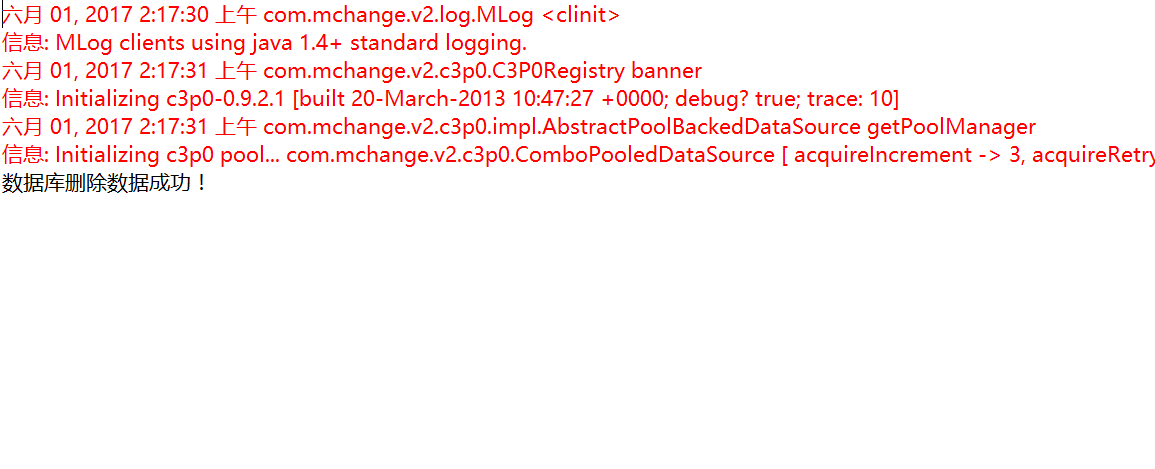 六月 01, 2017 2:17:30 上午 com.mchange.v2.log.MLog <clinit>
信息: MLog clients using java 1.4+ standard logging.
六月 01, 2017 2:17:31 上午 com.mchange.v2.c3p0.C3P0Registry banner
信息: Initializing c3p0-0.9.2.1 [built 20-March-2013 10:47:27 +0000; debug? true; trace: 10]
六月 01, 2017 2:17:31 上午 com.mchange.v2.c3p0.impl.AbstractPoolBackedDataSource getPoolManager
信息: Initializing c3p0 pool... com.mchange.v2.c3p0.ComboPooledDataSource [ acquireIncrement -> 3, acquireRetry
数据库删除数据成功！